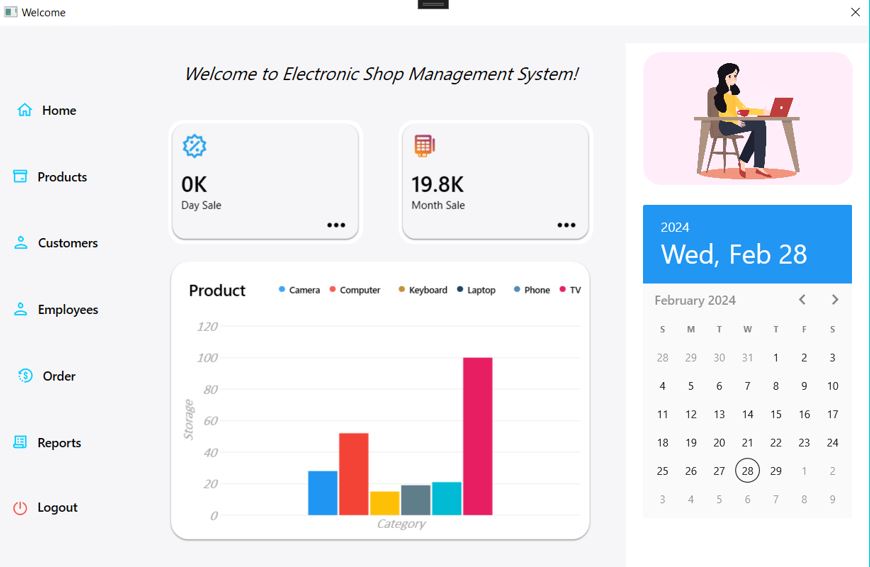 Welcome
Home
Products
Customers
Employees
Order
Reports
Logout
Welcome to Electronic Shop Management System!
0K
Day Sale
19.8K
Month Sale
Product
Camera Computer Keyboard Laptop Phone TV
120
100
80
60
40
20
0
Storage
Category
2024
Wed, Feb 28
February 2024
S M T W T F S
28 29 30 31 1 2 3
4 5 6 7 8 9 10
11 12 13 14 15 16 17
18 19 20 21 22 23 24
25 26 27 28 29 1 2
3 4 5 6 7 8 9